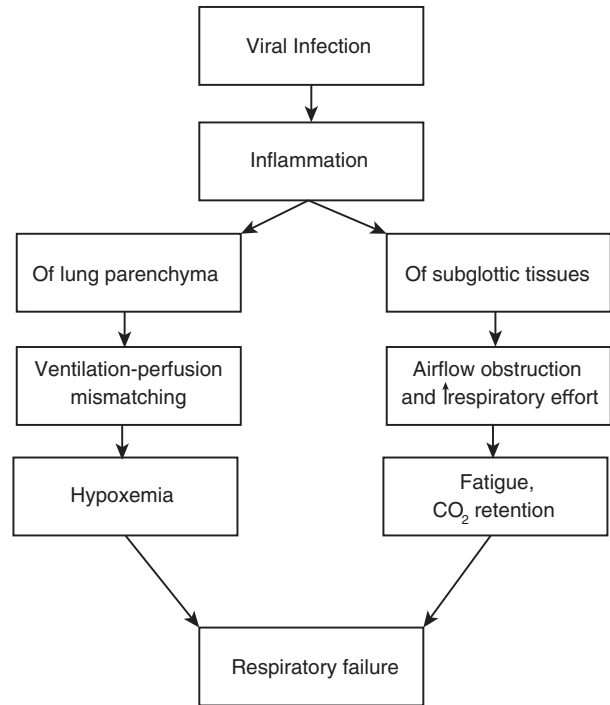 Viral Infection
Inflammation
Of lung parenchyma
Of subglottic tissues
Ventilation-perfusion
mismatching
Airflow obstruction
and ↑respiratory effort
Hypoxemia
Fatigue,
CO₂ retention
Respiratory failure